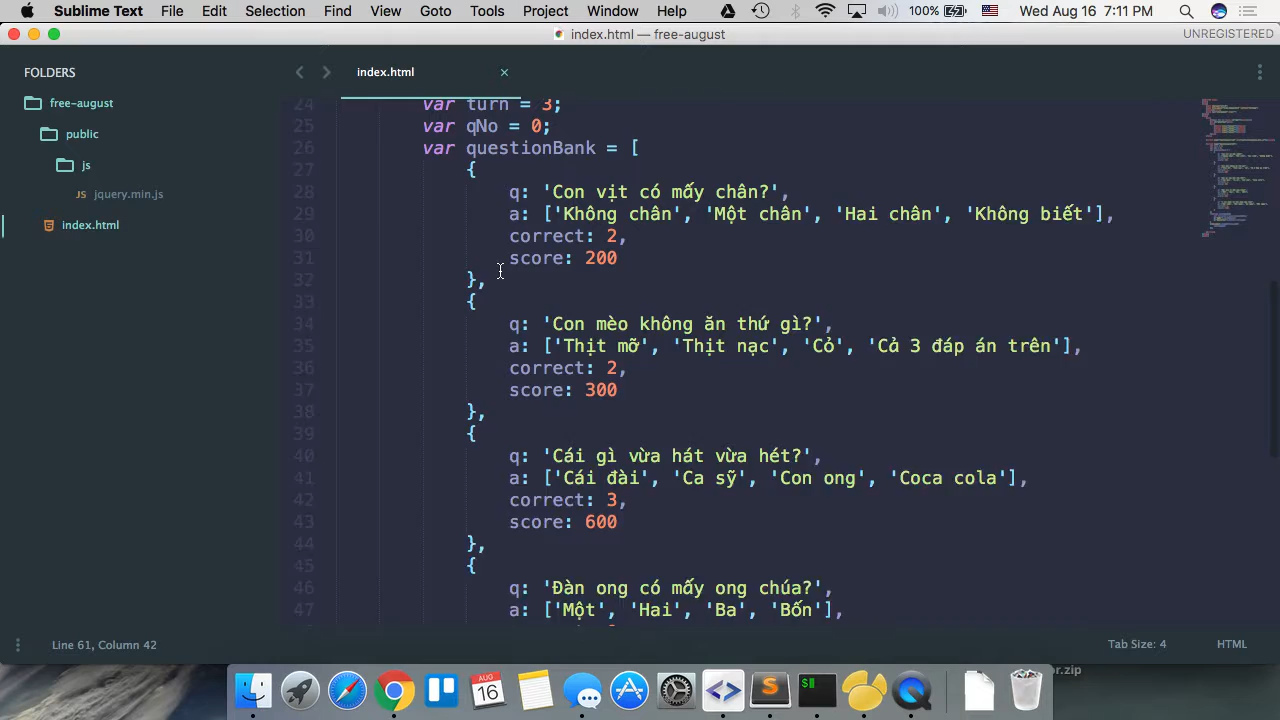 Sublime Text File Edit Selection Find View Goto Tools Project Window Help 100% Wed Aug 16 7:11 PM
index.html — free-august UNREGISTERED
FOLDERS
free-august
public
js
jquery.min.js
index.html
index.html
24 var turn = 3;
25 var qNo = 0;
26 var questionBank = [
27 {
28 q: 'Con vịt có mấy chân?',
29 a: ['Không chân', 'Một chân', 'Hai chân', 'Không biết'],
30 correct: 2,
31 score: 200
32 },
33 {
34 q: 'Con mèo không ăn thứ gì?',
35 a: ['Thịt mỡ', 'Thịt nạc', 'Cỏ', 'Cả 3 đáp án trên'],
36 correct: 2,
37 score: 300
38 },
39 {
40 q: 'Cái gì vừa hát vừa hét?',
41 a: ['Cái đài', 'Ca sỹ', 'Con ong', 'Coca cola'],
42 correct: 3,
43 score: 600
44 },
45 {
46 q: 'Đàn ong có mấy ong chúa?',
47 a: ['Một', 'Hai', 'Ba', 'Bốn'],
Line 61, Column 42 Tab Size: 4 HTML
or.zip
AUG
16